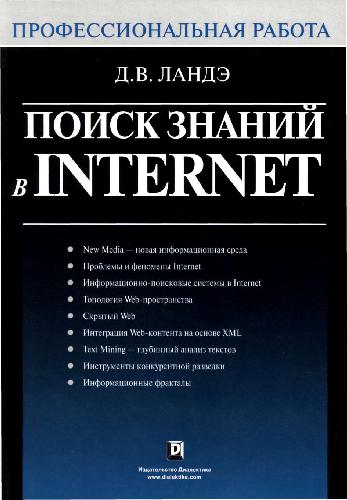 ПРОФЕССИОНАЛЬНАЯ РАБОТА
Д.В. ЛАНДЭ
ПОИСК ЗНАНИЙ
в INTERNET
New Media — новая информационная среда
Проблемы и феномены Internet
Информационно-поисковые системы в Internet
Топология Web-пространства
Скрытый Web
Интеграция Web-контента на основе XML
Text Mining — глубинный анализ текстов
Инструменты конкурентной разведки
Информационные фракталы
Издательство Диалектика
www.dialektika.com